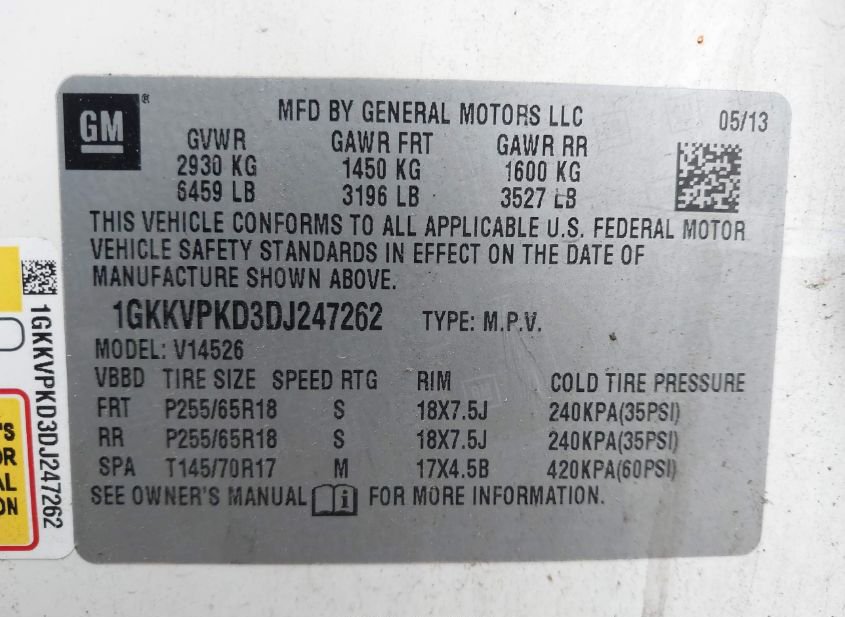 GM
®
MFD BY GENERAL MOTORS LLC
05/13
GVWR GAWR FRT GAWR RR
2930 KG 1450 KG 1600 KG
6459 LB 3196 LB 3527 LB
THIS VEHICLE CONFORMS TO ALL APPLICABLE U.S. FEDERAL MOTOR
VEHICLE SAFETY STANDARDS IN EFFECT ON THE DATE OF
MANUFACTURE SHOWN ABOVE.
1GKKVPKD3DJ247262 TYPE: M.P.V.
MODEL: V14526
VBBD TIRE SIZE SPEED RTG RIM COLD TIRE PRESSURE
FRT P255/65R18 S 18X7.5J 240KPA(35PSI)
RR P255/65R18 S 18X7.5J 240KPA(35PSI)
SPA T145/70R17 M 17X4.5B 420KPA(60PSI)
SEE OWNER'S MANUAL FOR MORE INFORMATION.
1GKKVPKD3DJ247262
'S
OR
AL
ON